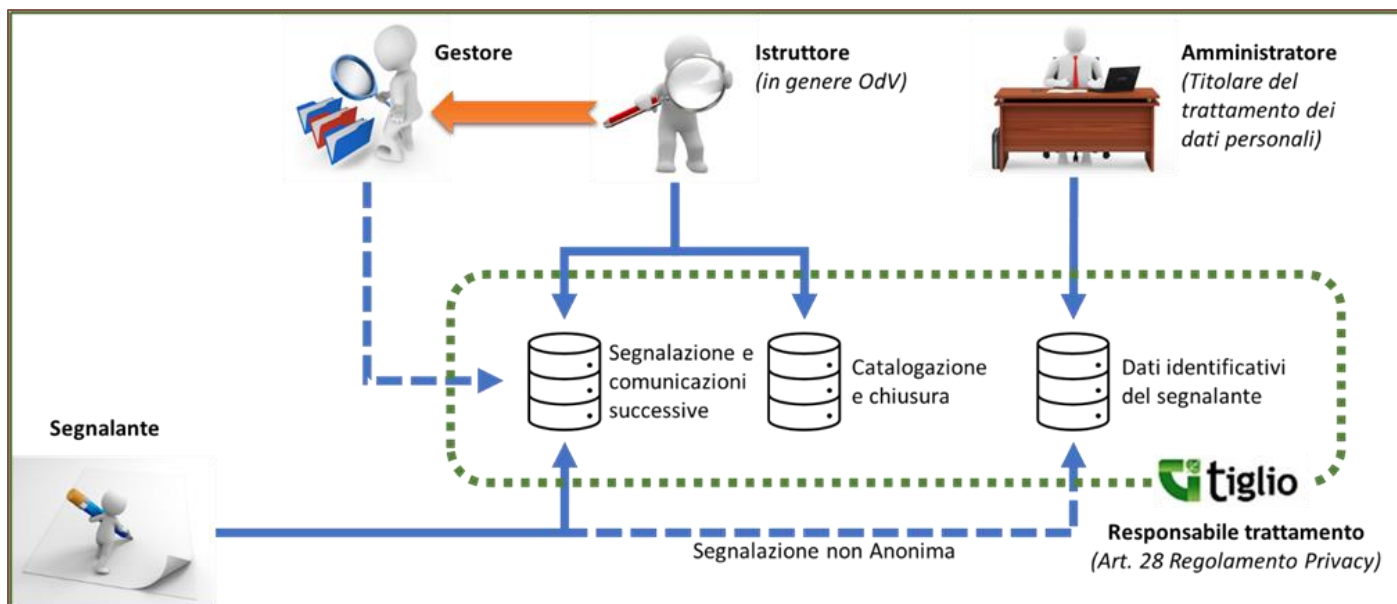 Gestore
Istruttore
(in genere OdV)
Amministratore
(Titolare del
trattamento dei
dati personali)
Segnalazione e
comunicazioni
successive
Catalogazione
e chiusura
Dati identificativi
del segnalante
Segnalante
tiglio
Segnalazione non Anonima
Responsabile trattamento
(Art. 28 Regolamento Privacy)